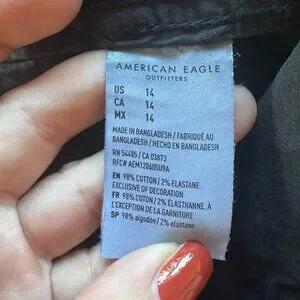 AMERICAN EAGLE
OUTFITTERS
US 14
CA 14
MX 14
MADE IN BANGLADESH / FABRIQUÉ AU
BANGLADESH / HECHO EN BANGLADESH
RN 54485 / CA 03873
RFC# AEM120605U9A
EN 98% COTTON / 2% ELASTANE.
EXCLUSIVE OF DECORATION
FR 98% COTON / 2% ÉLASTHANNE. À
L'EXCEPTION DE LA GARNITURE
SP 98% algodón / 2% elastano